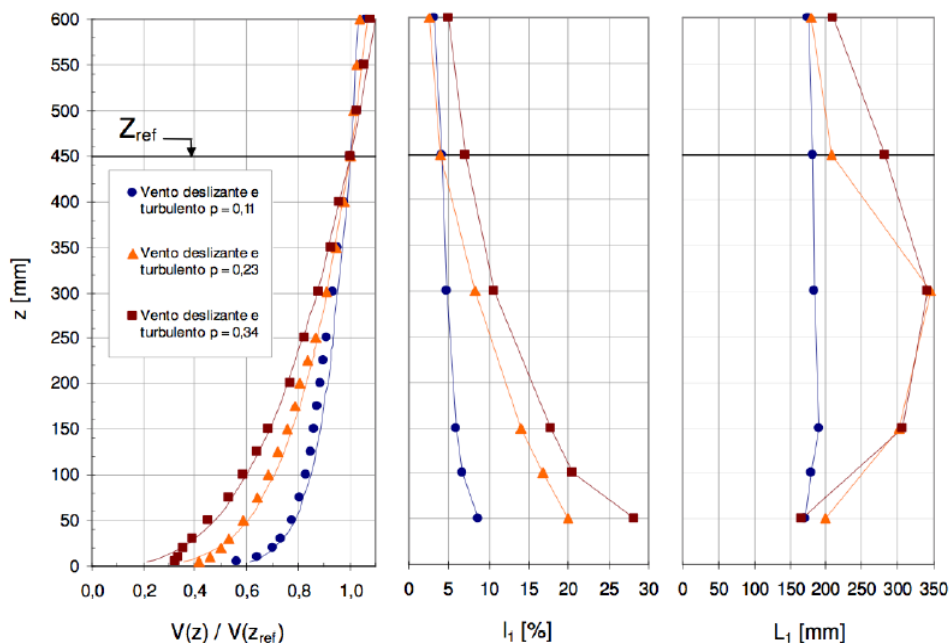 600
550
500
450
400
350
300
250
200
150
100
50
0
z [mm]
Zref
Vento deslizante e
turbulento p = 0,11
Vento deslizante e
turbulento p = 0,23
Vento deslizante e
turbulento p = 0,34
0,0 0,2 0,4 0,6 0,8 1,0
V(z) / V(zref)
0 5 10 15 20 25 30
I1 [%]
0 50 100 150 200 250 300 350
L1 [mm]